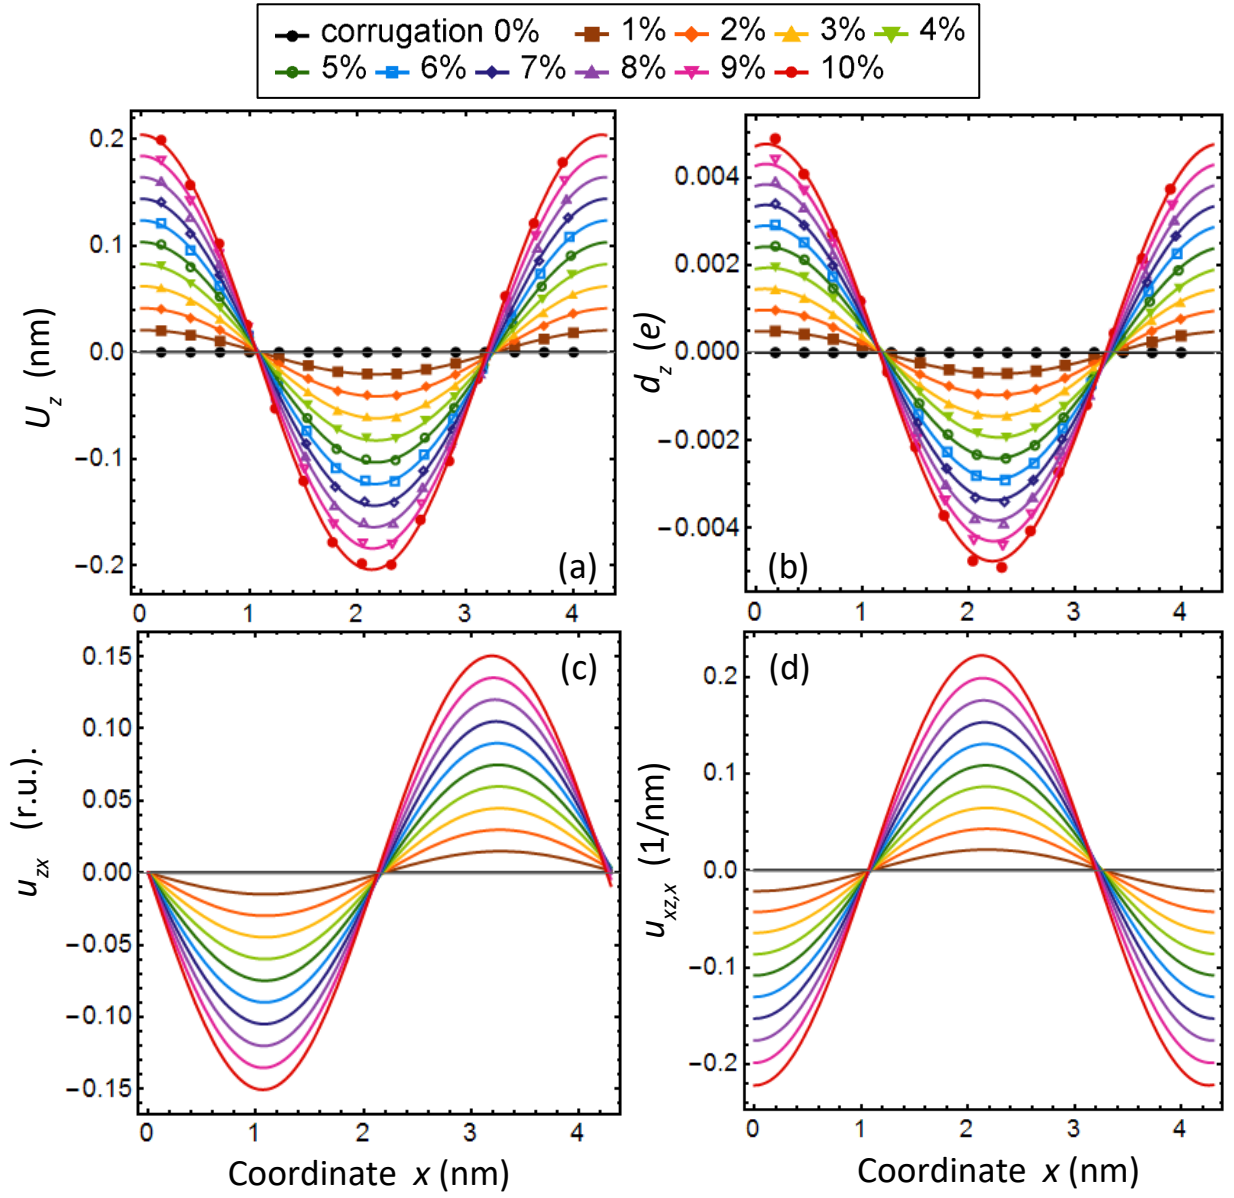 corrugation 0% 1% 2% 3% 4%
5% 6% 7% 8% 9% 10%
0.2
0.1
0.0
−0.1
−0.2
U_z (nm)
(a)
0 1 2 3 4
0.004
0.002
0.000
−0.002
−0.004
d_z (e)
(b)
0 1 2 3 4
0.15
0.10
0.05
0.00
−0.05
−0.10
−0.15
u_zx (r.u.)
(c)
0 1 2 3 4
Coordinate x (nm)
0.2
0.1
0.0
−0.1
−0.2
u_xz,x (1/nm)
(d)
0 1 2 3 4
Coordinate x (nm)